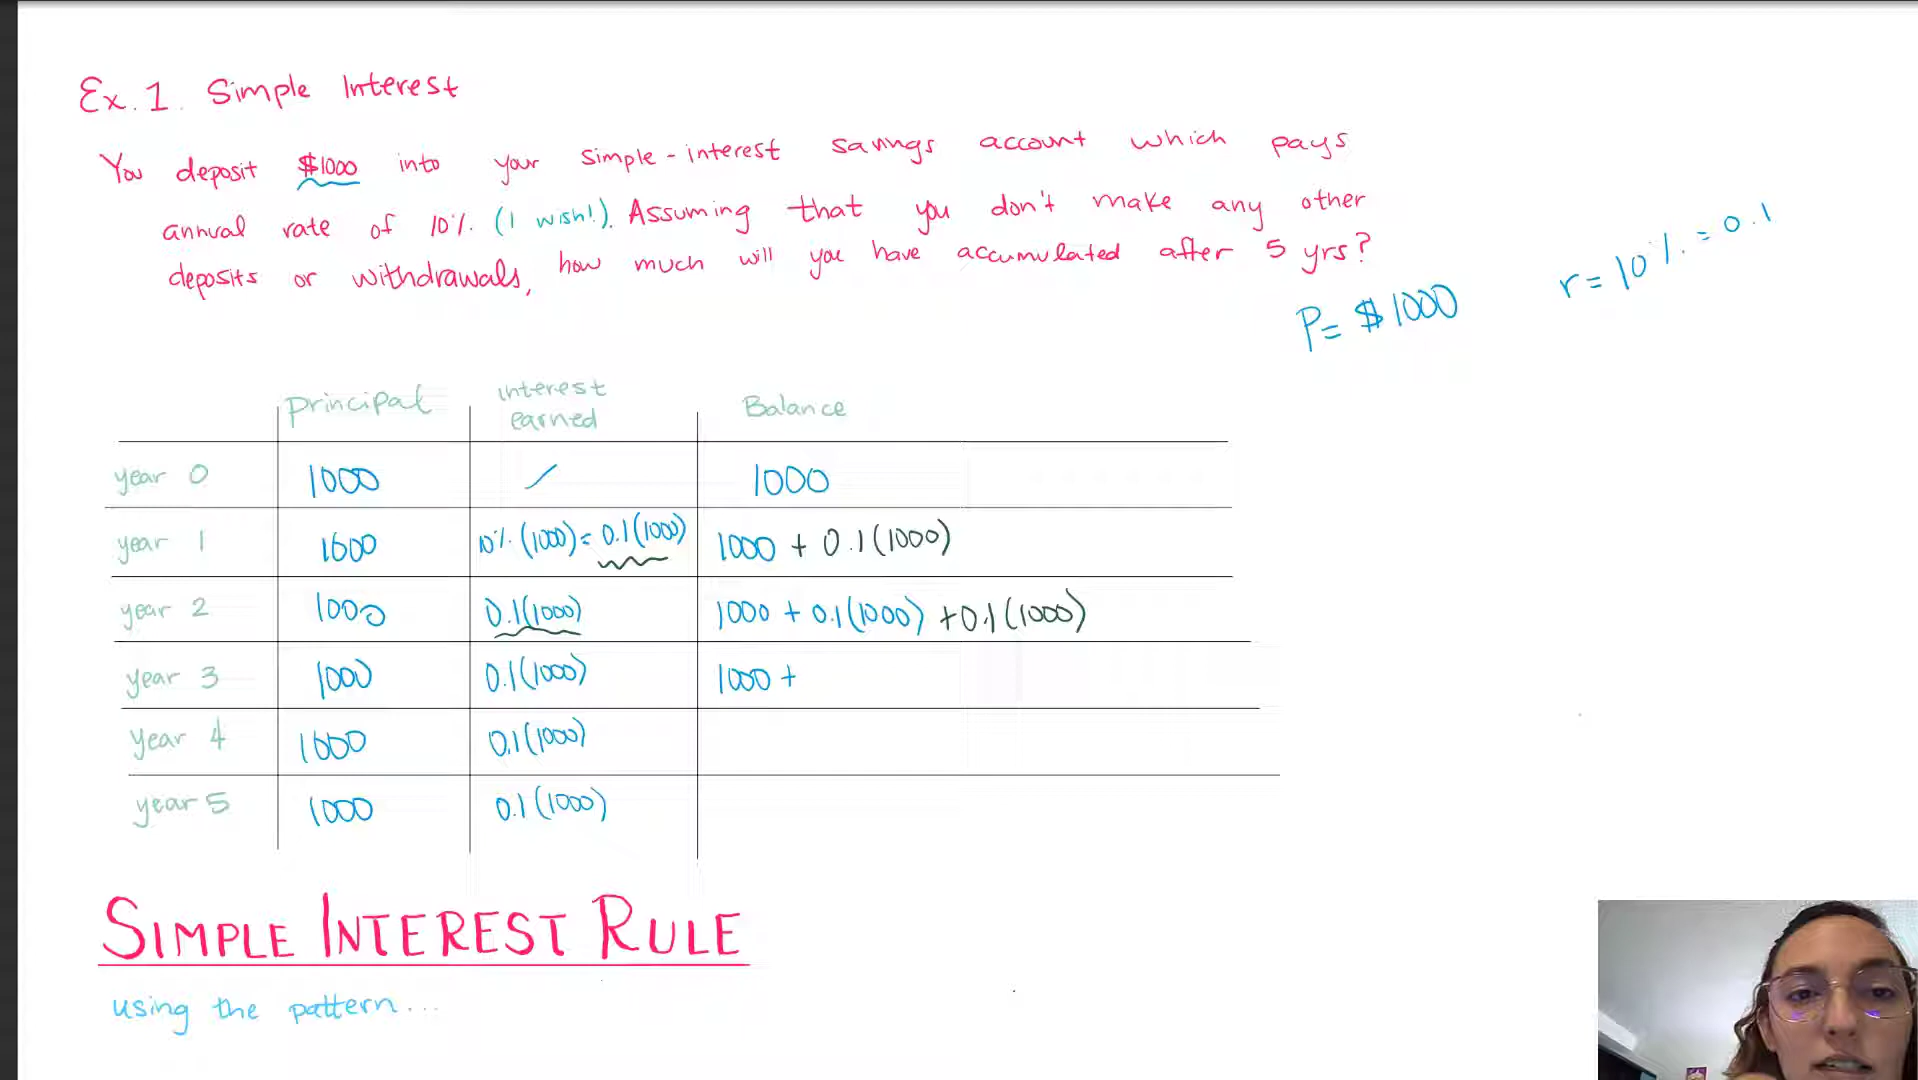 Ex. 1. Simple Interest
You deposit $1000 into your simple-interest savings account which pays
annual rate of 10% (I wish!). Assuming that you don't make any other
deposits or withdrawals, how much will you have accumulated after 5 yrs?
P = $1000 r = 10% = 0.1
principal interest earned Balance
year 0 1000 / 1000
year 1 1000 10% (1000) = 0.1(1000) 1000 + 0.1(1000)
year 2 1000 0.1(1000) 1000 + 0.1(1000) + 0.1(1000)
year 3 1000 0.1(1000) 1000 +
year 4 1000 0.1(1000)
year 5 1000 0.1(1000)
SIMPLE INTEREST RULE
using the pattern...